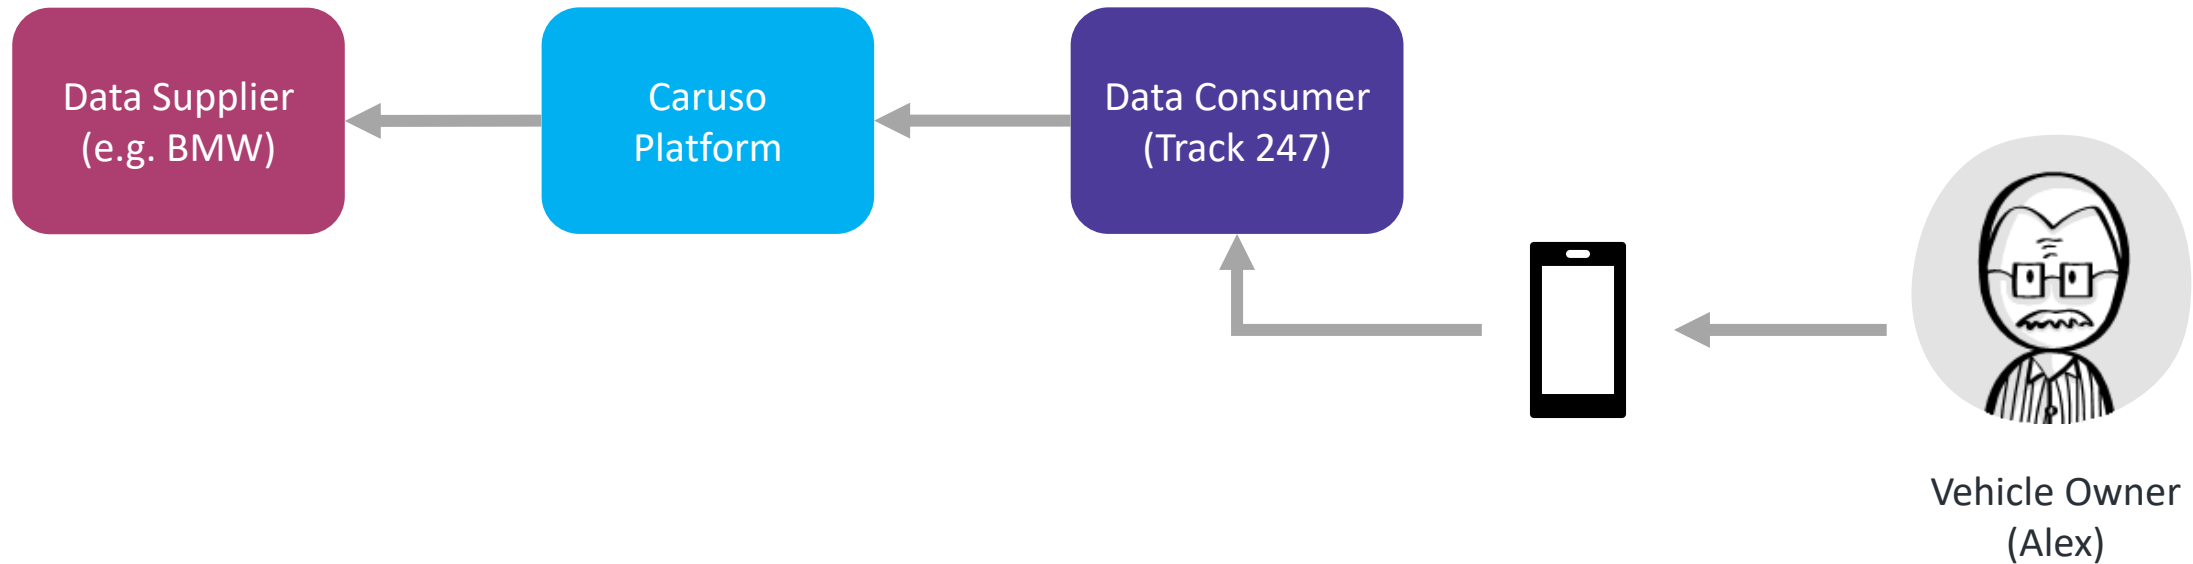 Data Supplier
(e.g. BMW)
Caruso
Platform
Data Consumer
(Track 247)
Vehicle Owner
(Alex)